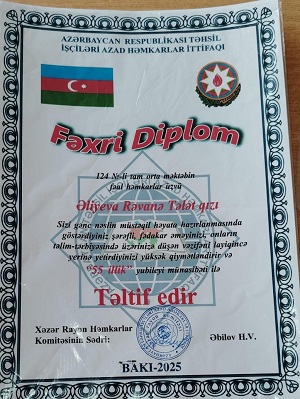 AZƏRBAYCAN RESPUBLİKASI TƏHSİL
İŞÇİLƏRİ AZAD HƏMKARLAR İTTİFAQI
Fəxri Diplom
124 №-li tam orta məktəbin
fəal həmkarlar üzvü
Əliyeva Rəvanə Tələt qızı
Sizi gənc nəslin müstəqil həyata hazırlanmasında
göstərdiyiniz şərəfli, fədakar əməyinizi, onların
təlim-tərbiyəsində üzərinizə düşən vəzifəni layiqincə
yerinə yetirdiyinizi yüksək qiymətləndirir və
"55 illik" yubileyi münasibəti ilə
Təltif edir
Xəzər Rayon Həmkarlar
Komitəsinin Sədri:
Əbilov H.V.
BAKI-2025